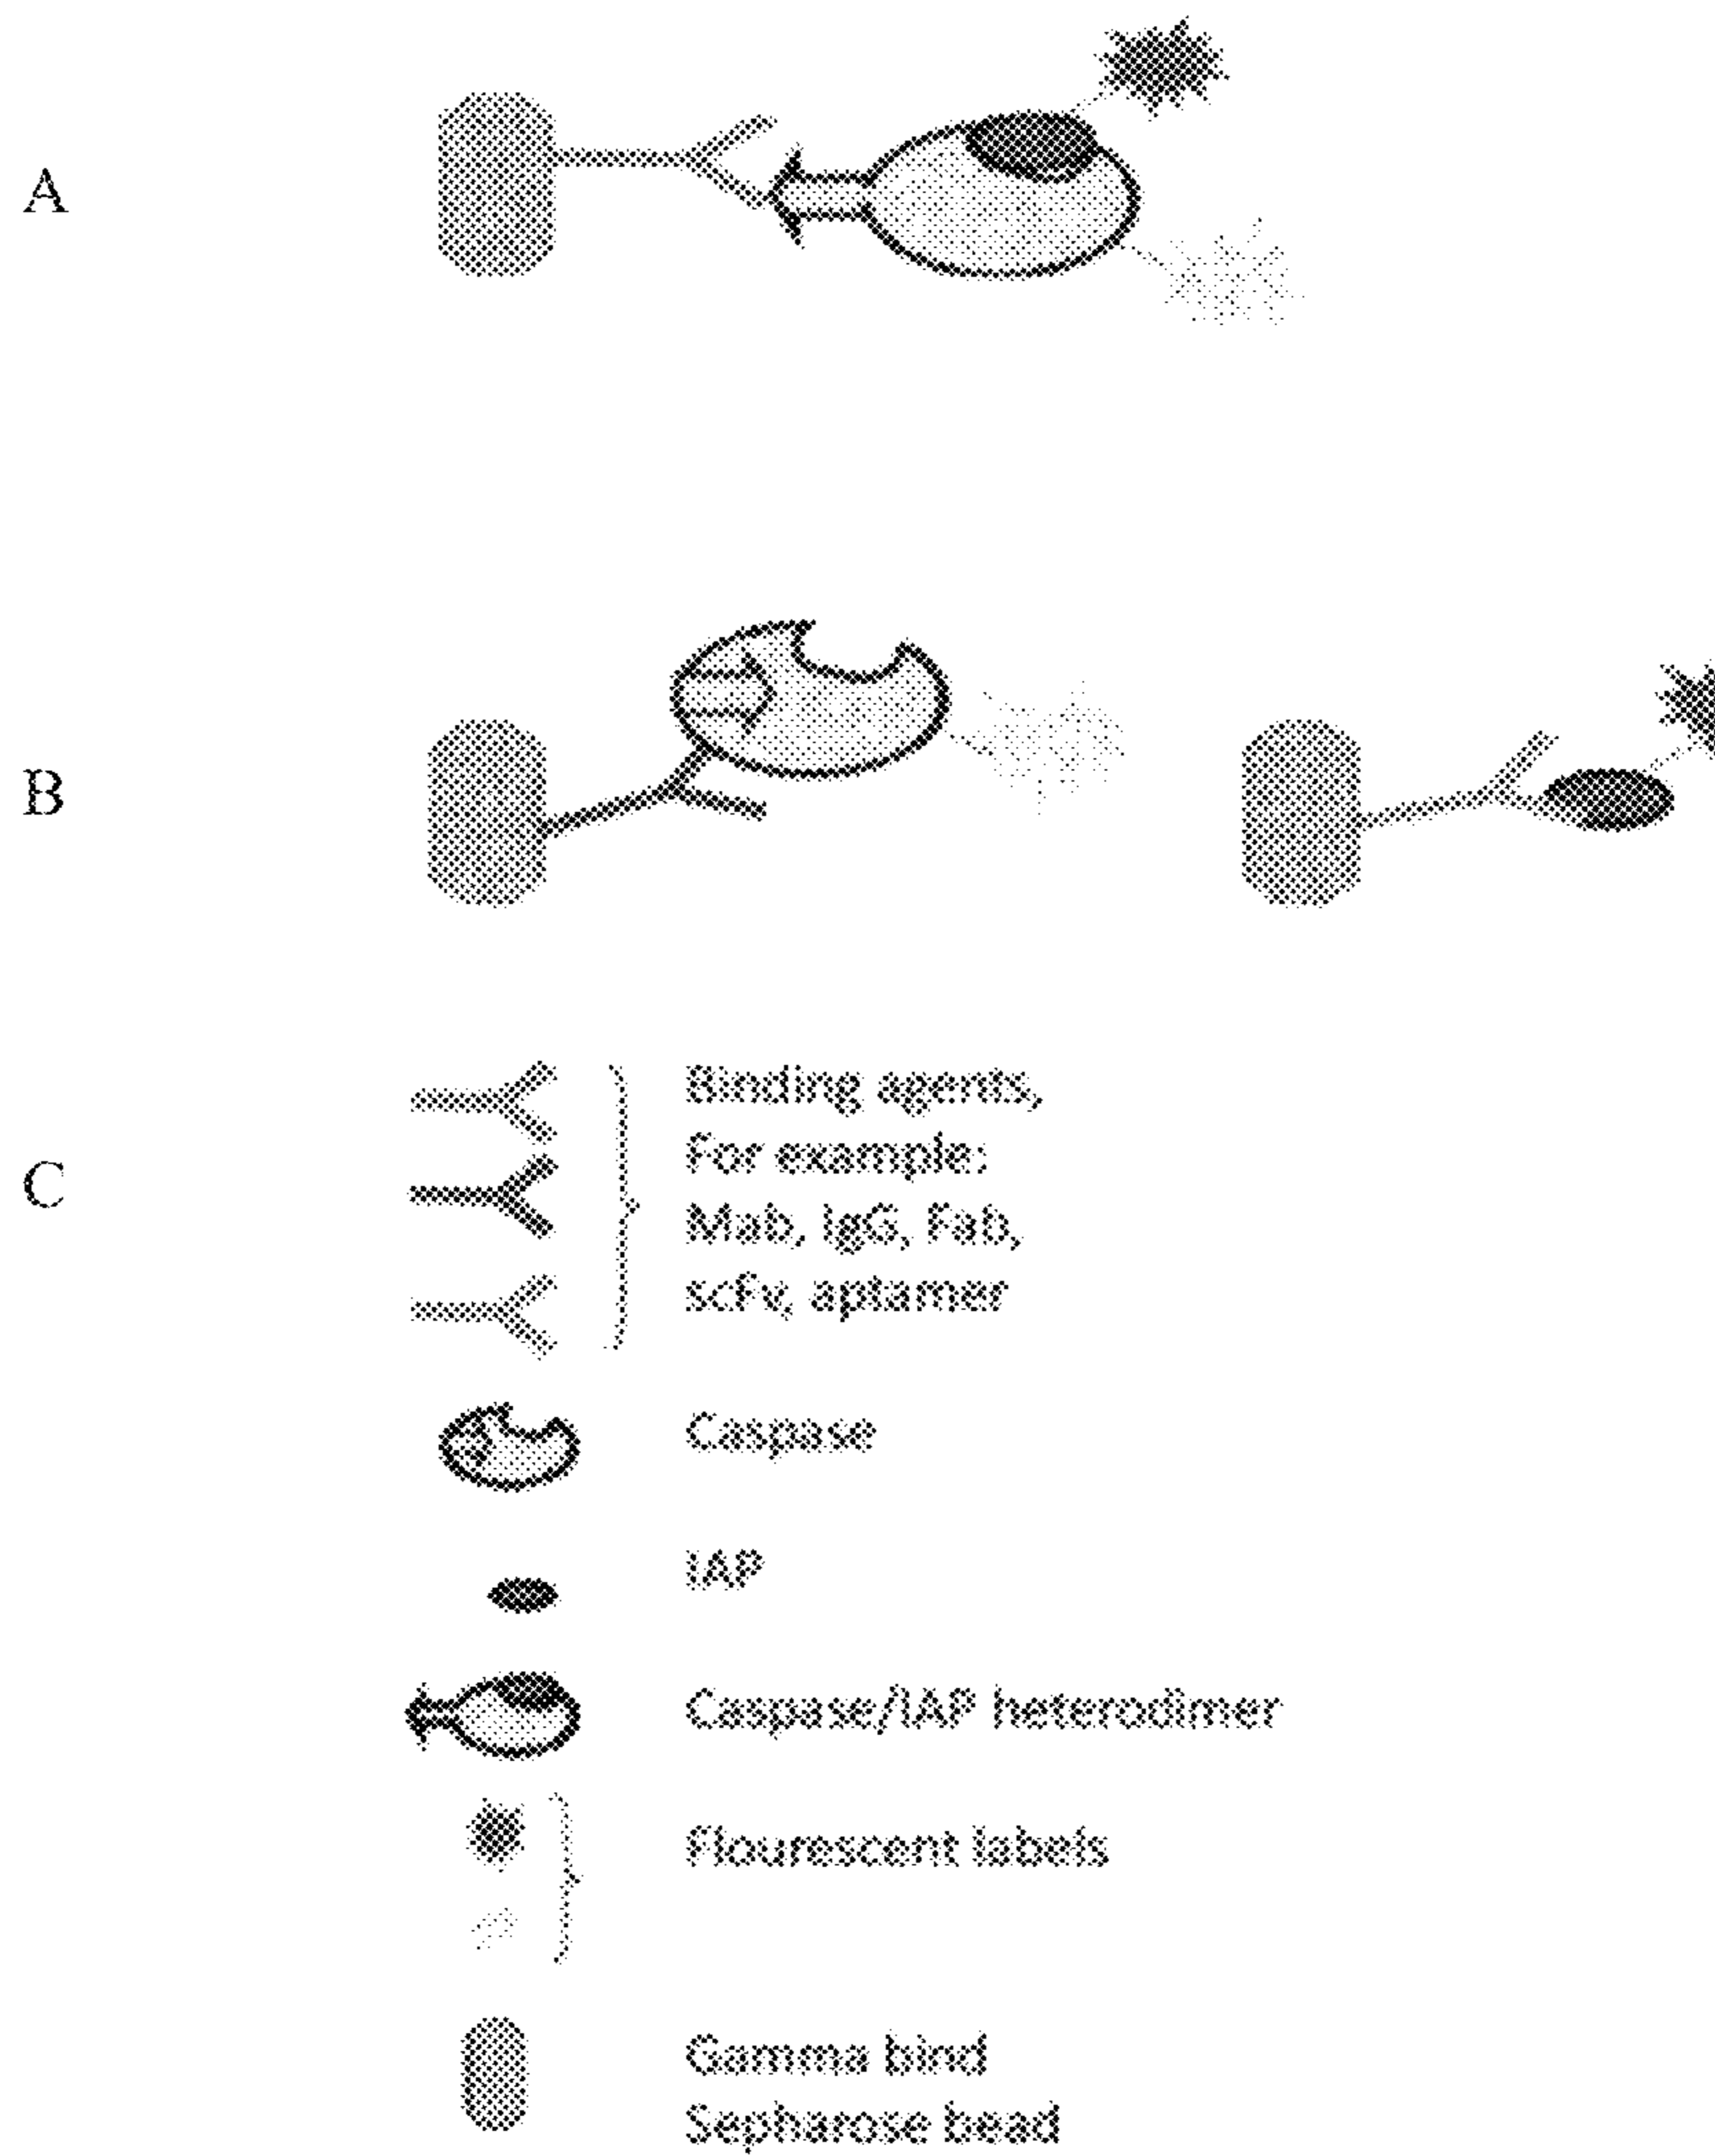 A
B
C
Binding agents,
For example:
Mab, IgG, Fab,
scFv, aptamer
Caspase
IAP
Caspase/IAP heterodimer
Flourescent labels
Gamma bind
Sepharose bead